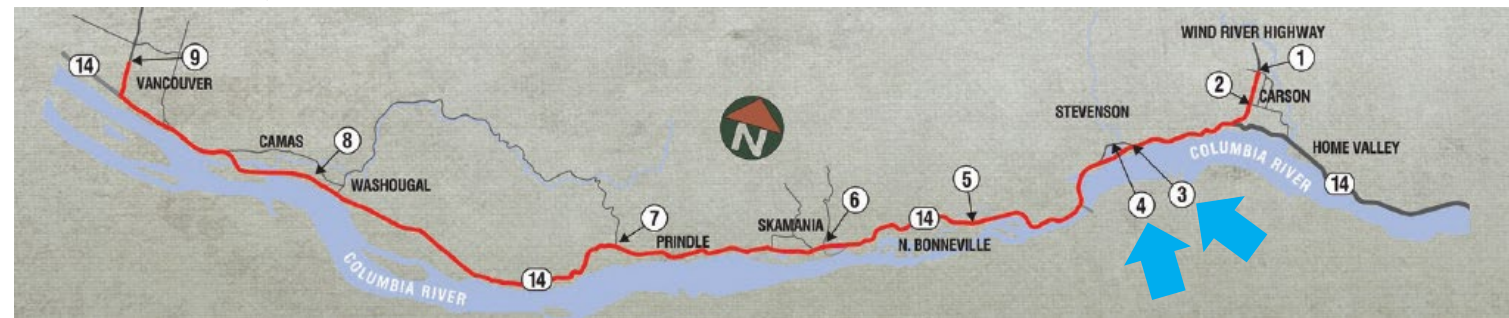 WIND RIVER HIGHWAY
1
9
14
VANCOUVER
2
CARSON
STEVENSON
CAMAS
8
N
HOME VALLEY
COLUMBIA RIVER
WASHOUGAL
5
3
14
4
6
7
SKAMANIA
14
PRINDLE
N. BONNEVILLE
COLUMBIA RIVER
14